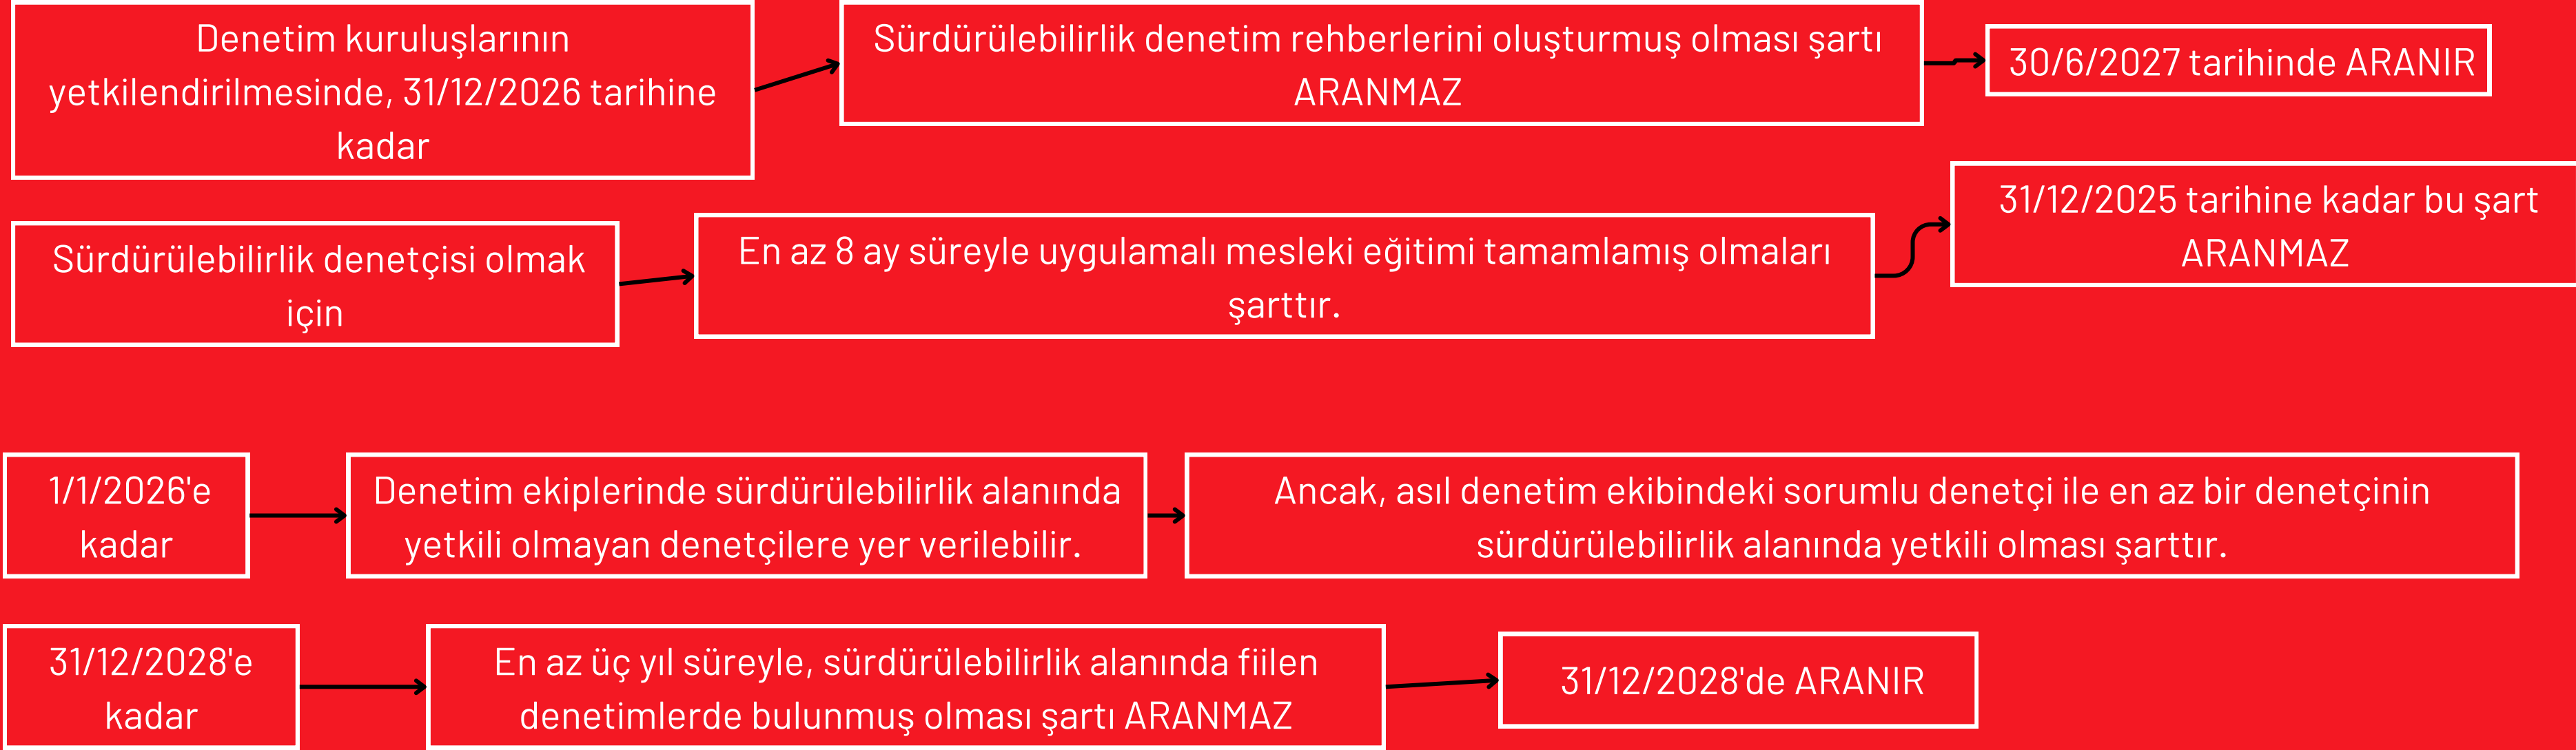 Denetim kuruluşlarının
yetkilendirilmesinde, 31/12/2026 tarihine
kadar
Sürdürülebilirlik denetim rehberlerini oluşturmuş olması şartı
ARANMAZ
30/6/2027 tarihinde ARANIR
Sürdürülebilirlik denetçisi olmak
için
En az 8 ay süreyle uygulamalı mesleki eğitimi tamamlamış olmaları
şarttır.
31/12/2025 tarihine kadar bu şart
ARANMAZ
1/1/2026'e
kadar
Denetim ekiplerinde sürdürülebilirlik alanında
yetkili olmayan denetçilere yer verilebilir.
Ancak, asıl denetim ekibindeki sorumlu denetçi ile en az bir denetçinin
sürdürülebilirlik alanında yetkili olması şarttır.
31/12/2028'e
kadar
En az üç yıl süreyle, sürdürülebilirlik alanında fiilen
denetimlerde bulunmuş olması şartı ARANMAZ
31/12/2028'de ARANIR